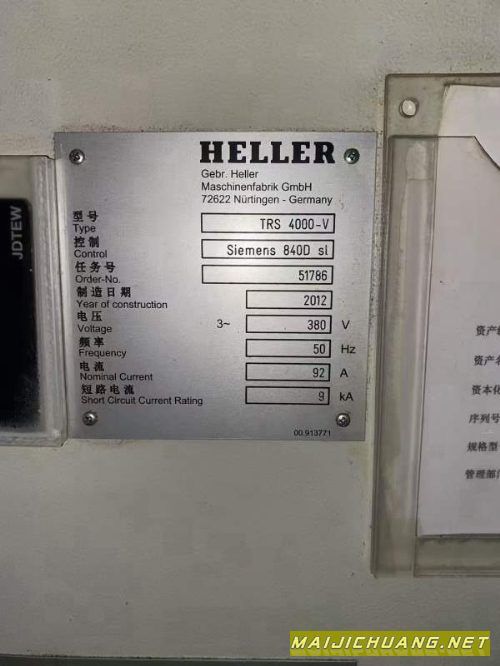 HELLER
Gebr. Heller
Maschinenfabrik GmbH
72622 Nürtingen - Germany
型号
Type
TRS 4000-V
控制
Control
Siemens 840D sl
任务号
Order-No.
51786
制造日期
Year of construction
2012
电压
Voltage
3~ 380 V
频率
Frequency
50 Hz
电流
Nominal Current
92 A
短路电流
Short Circuit Current Rating
9 kA
00.913771
JDTEW
资产
资产
资本化
序列号
规格型
管理部
MAIJICHUANG.NET